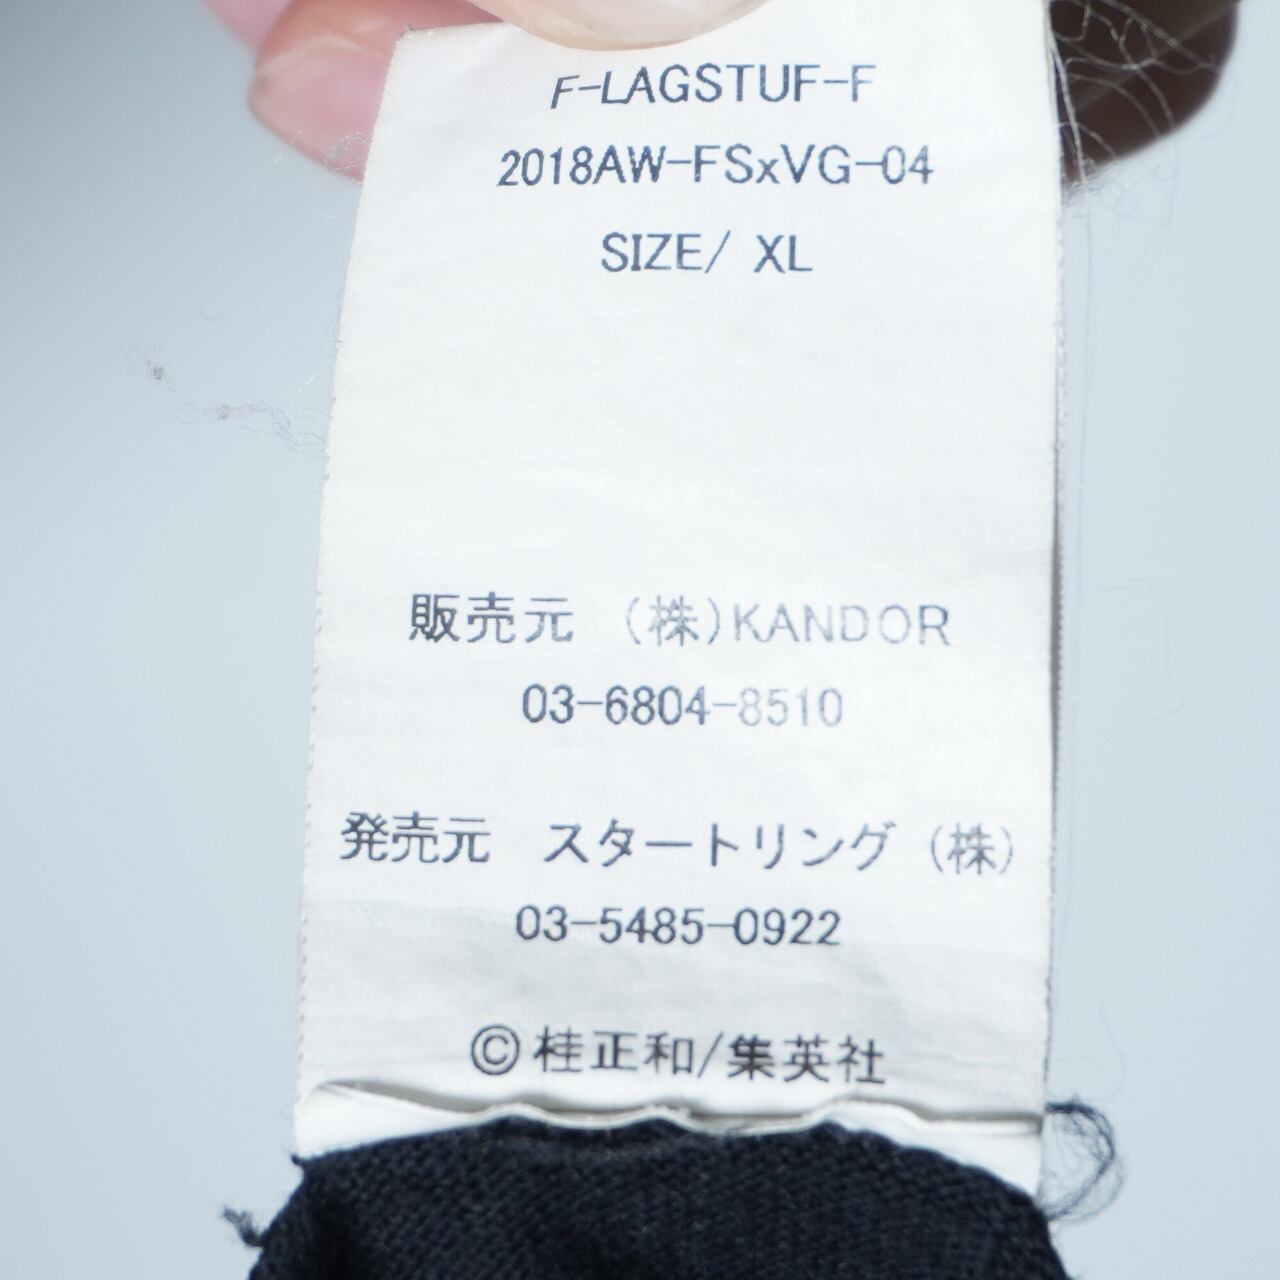 F-LAGSTUF-F
2018AW-FSxVG-04
SIZE/ XL
販売元 (株)KANDOR
03-6804-8510
発売元 スタートリング(株)
03-5485-0922
©桂正和/集英社